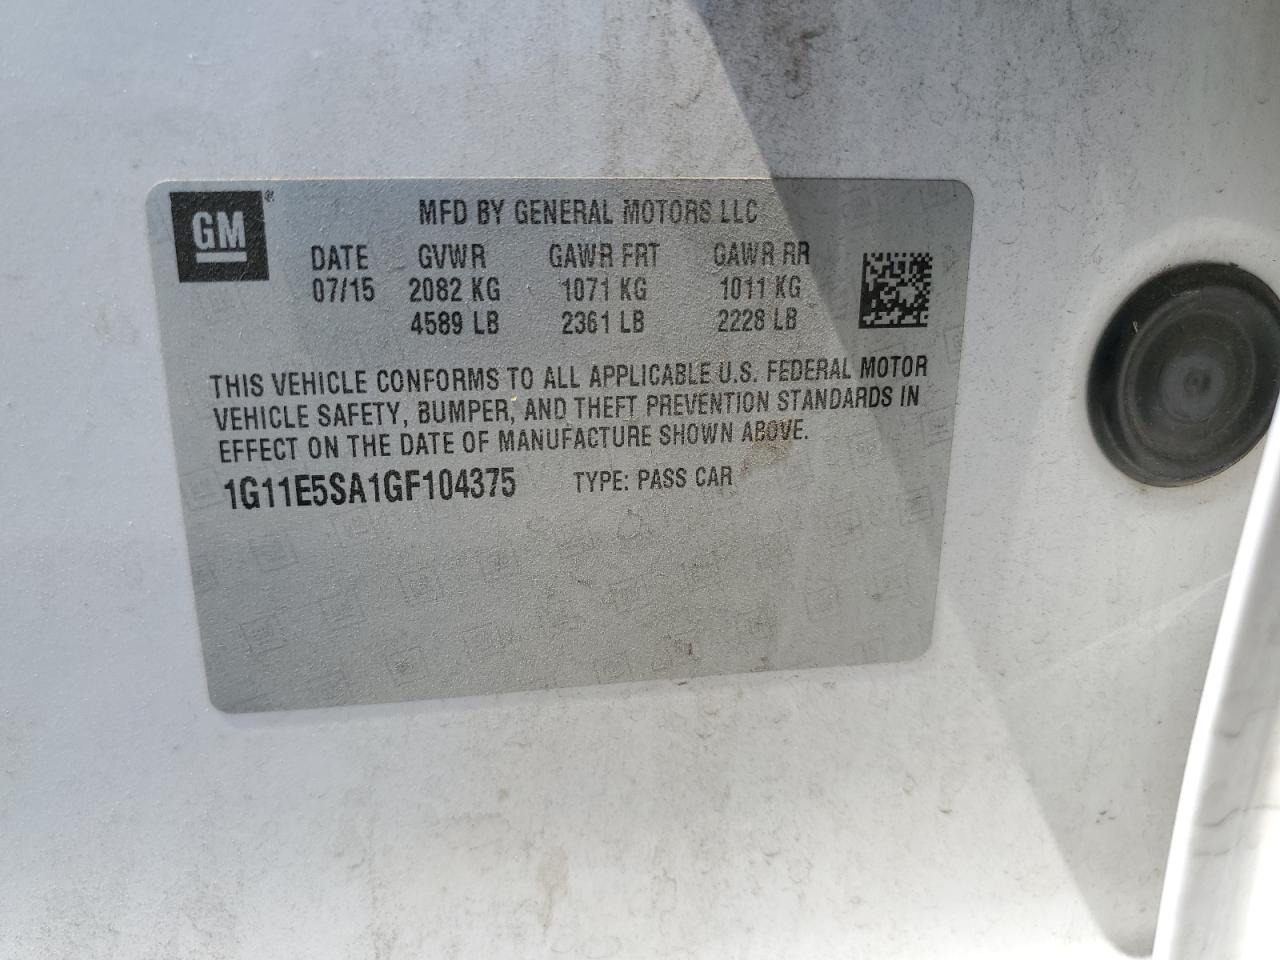 GM ®
MFD BY GENERAL MOTORS LLC
DATE GVWR GAWR FRT GAWR RR
07/15 2082 KG 1071 KG 1011 KG
4589 LB 2361 LB 2228 LB
THIS VEHICLE CONFORMS TO ALL APPLICABLE U.S. FEDERAL MOTOR
VEHICLE SAFETY, BUMPER, AND THEFT PREVENTION STANDARDS IN
EFFECT ON THE DATE OF MANUFACTURE SHOWN ABOVE.
1G11E5SA1GF104375 TYPE: PASS CAR